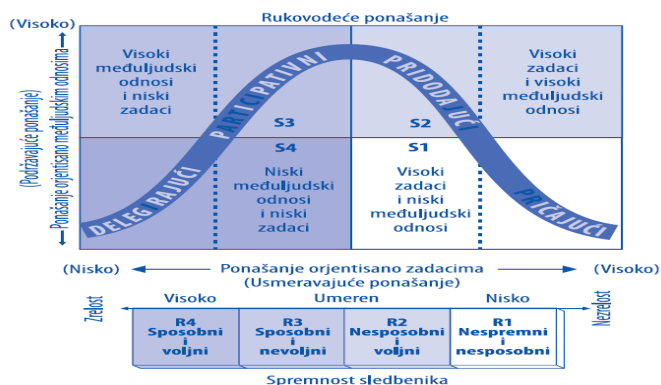 Rukovodeće ponašanje
(Visoko)
Visoki
međuljudski
odnosi
i niski
zadaci
Visoki
zadaci
i visoki
međuljudski
odnosi
DELEGIRAJUĆI PARTICIPATIVNI PRIDODAJUĆI PRIČAJUĆI
(Podržavajuće ponašanje)
Ponašanje orjentisano međuljudskim odnosima
S3
S2
S4
S1
Niski
međuljudski
odnosi
i niski
zadaci
Visoki
zadaci
i niski
međuljudski
odnosi
(Nisko)
Ponašanje orjentisano zadacima
(Usmeravajuće ponašanje)
(Visoko)
Zrelost
Visoko
Umeren
Nisko
Nezrelost
R4
Sposobni
i
voljni
R3
Sposobni
i
nevoljni
R2
Nesposobni
i
voljni
R1
Nespremni
i
nesposobni
Spremnost sledbenika